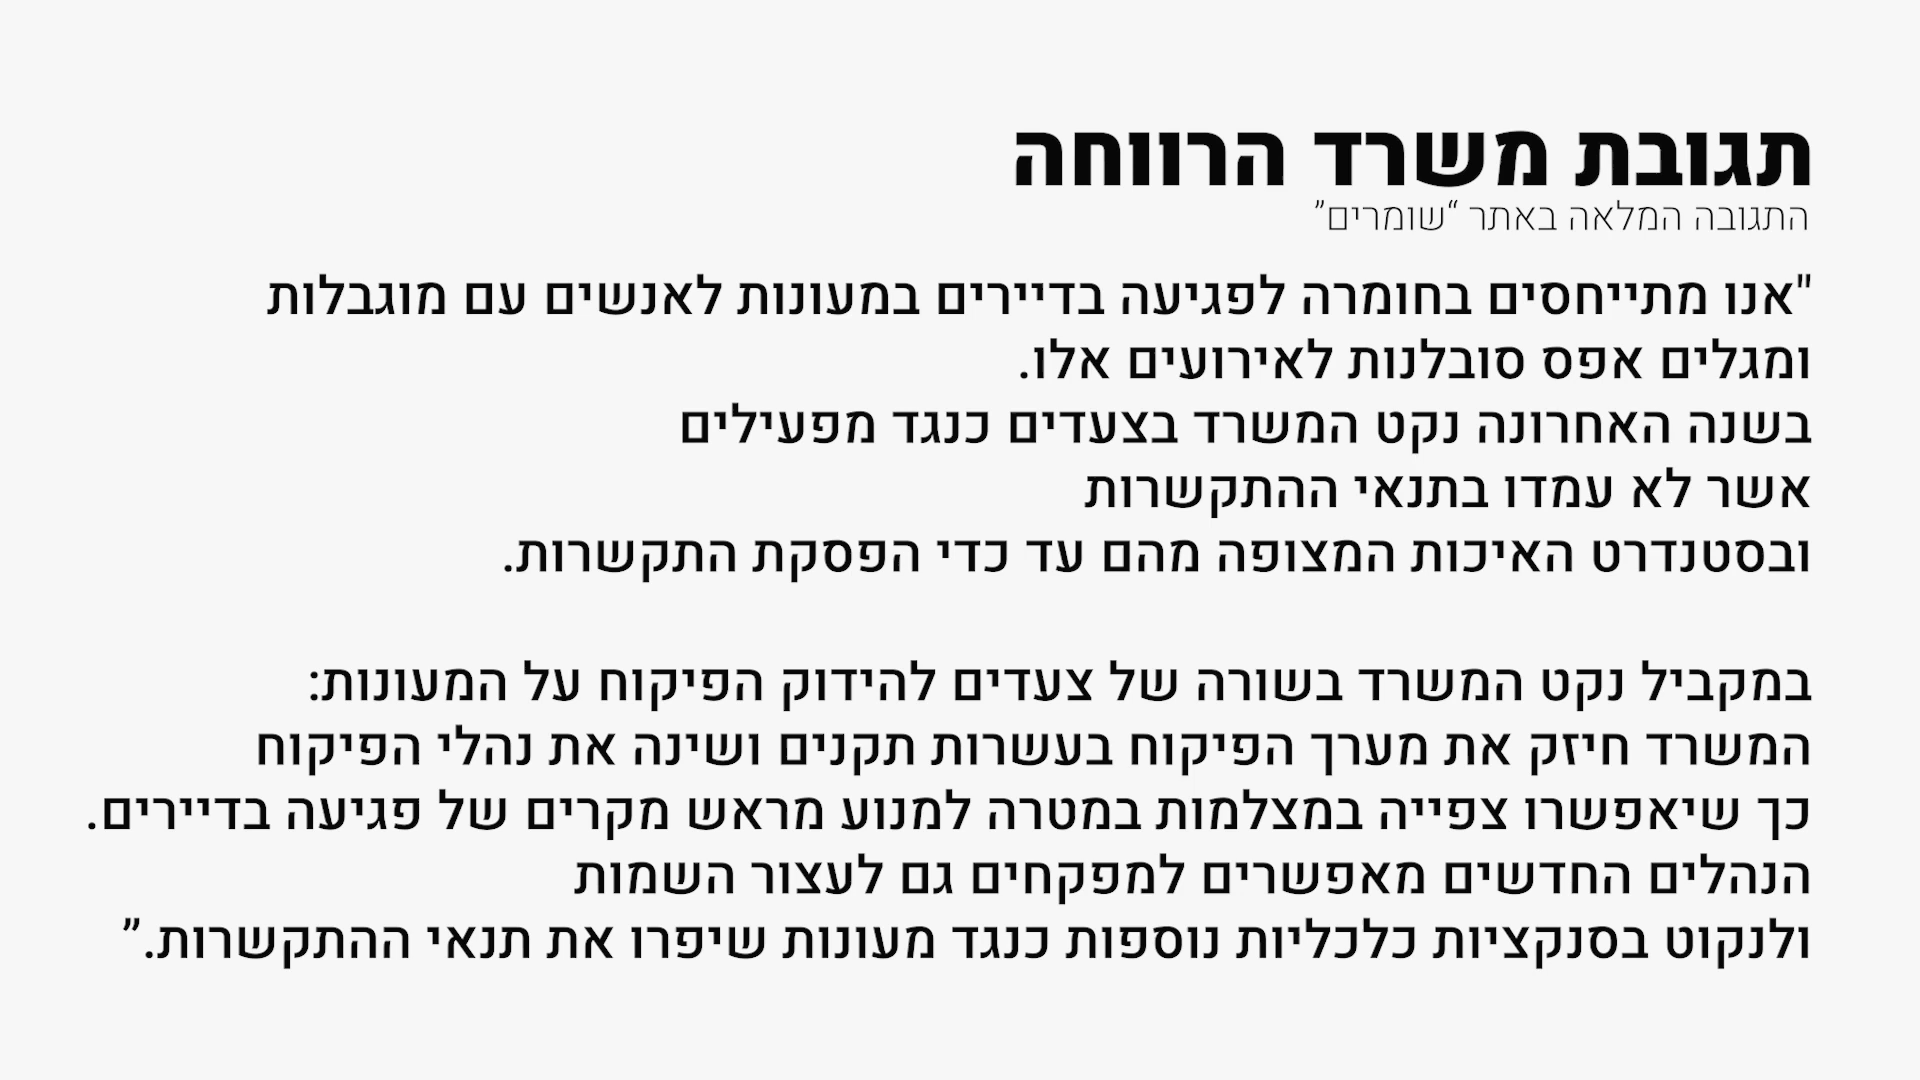 תגובת משרד הרווחה
התגובה המלאה באתר “שומרים”
"אנו מתייחסים בחומרה לפגיעה בדיירים במעונות לאנשים עם מוגבלות
ומגלים אפס סובלנות לאירועים אלו.
בשנה האחרונה נקט המשרד בצעדים כנגד מפעילים
אשר לא עמדו בתנאי ההתקשרות
ובסטנדרט האיכות המצופה מהם עד כדי הפסקת התקשרות.
במקביל נקט המשרד בשורה של צעדים להידוק הפיקוח על המעונות:
המשרד חיזק את מערך הפיקוח בעשרות תקנים ושינה את נהלי הפיקוח
כך שיאפשרו צפייה במצלמות במטרה למנוע מראש מקרים של פגיעה בדיירים.
הנהלים החדשים מאפשרים למפקחים גם לעצור השמות
ולנקוט בסנקציות כלכליות נוספות כנגד מעונות שיפרו את תנאי ההתקשרות.”